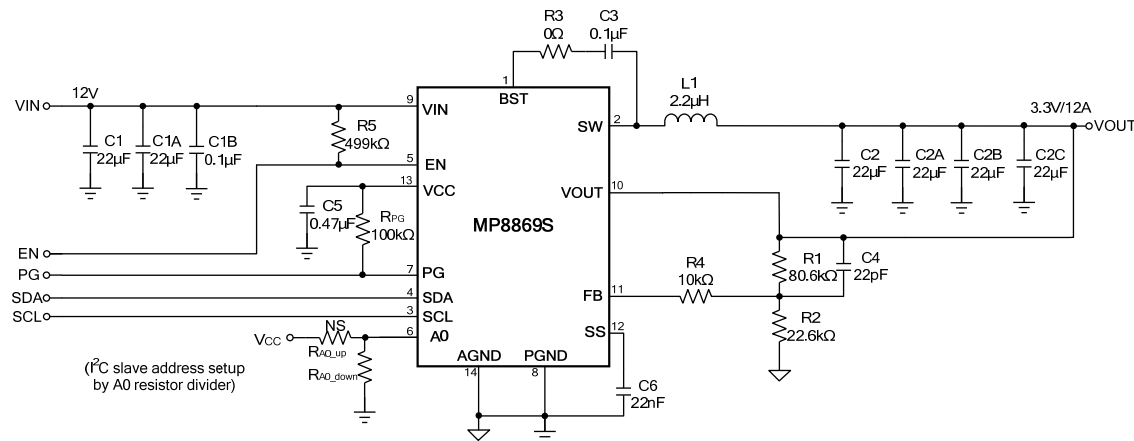 R3
0Ω
C3
0.1µF
1
BST
L1
2.2µH
VIN
12V
9
VIN
SW
2
3.3V/12A
VOUT
C1
22µF
C1A
22µF
C1B
0.1µF
R5
499kΩ
5
EN
C2
22µF
C2A
22µF
C2B
22µF
C2C
22µF
13
VCC
VOUT
10
C5
0.47µF
RPG
100kΩ
MP8869S
EN
PG
7
PG
R1
80.6kΩ
C4
22pF
R4
10kΩ
FB
11
SDA
4
SDA
SCL
3
SCL
R2
22.6kΩ
SS
12
VCC
NS
RA0_up
6
A0
RA0_down
(I2C slave address setup
by A0 resistor divider)
AGND
14
PGND
8
C6
22nF